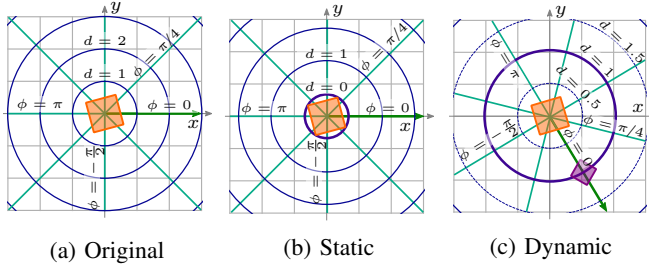 y
d = 2
ϕ = π/4
d = 1
ϕ = π
ϕ = 0
x
ϕ = −π/2
(a) Original
y
ϕ = π/4
d = 1
d = 0
ϕ = π
ϕ = 0
x
ϕ = −π/2
(b) Static
y
d = 1.5
ϕ = π
d = 1
d = 0.5
ϕ = π/4
ϕ = −π/2
ϕ = 0
x
(c) Dynamic